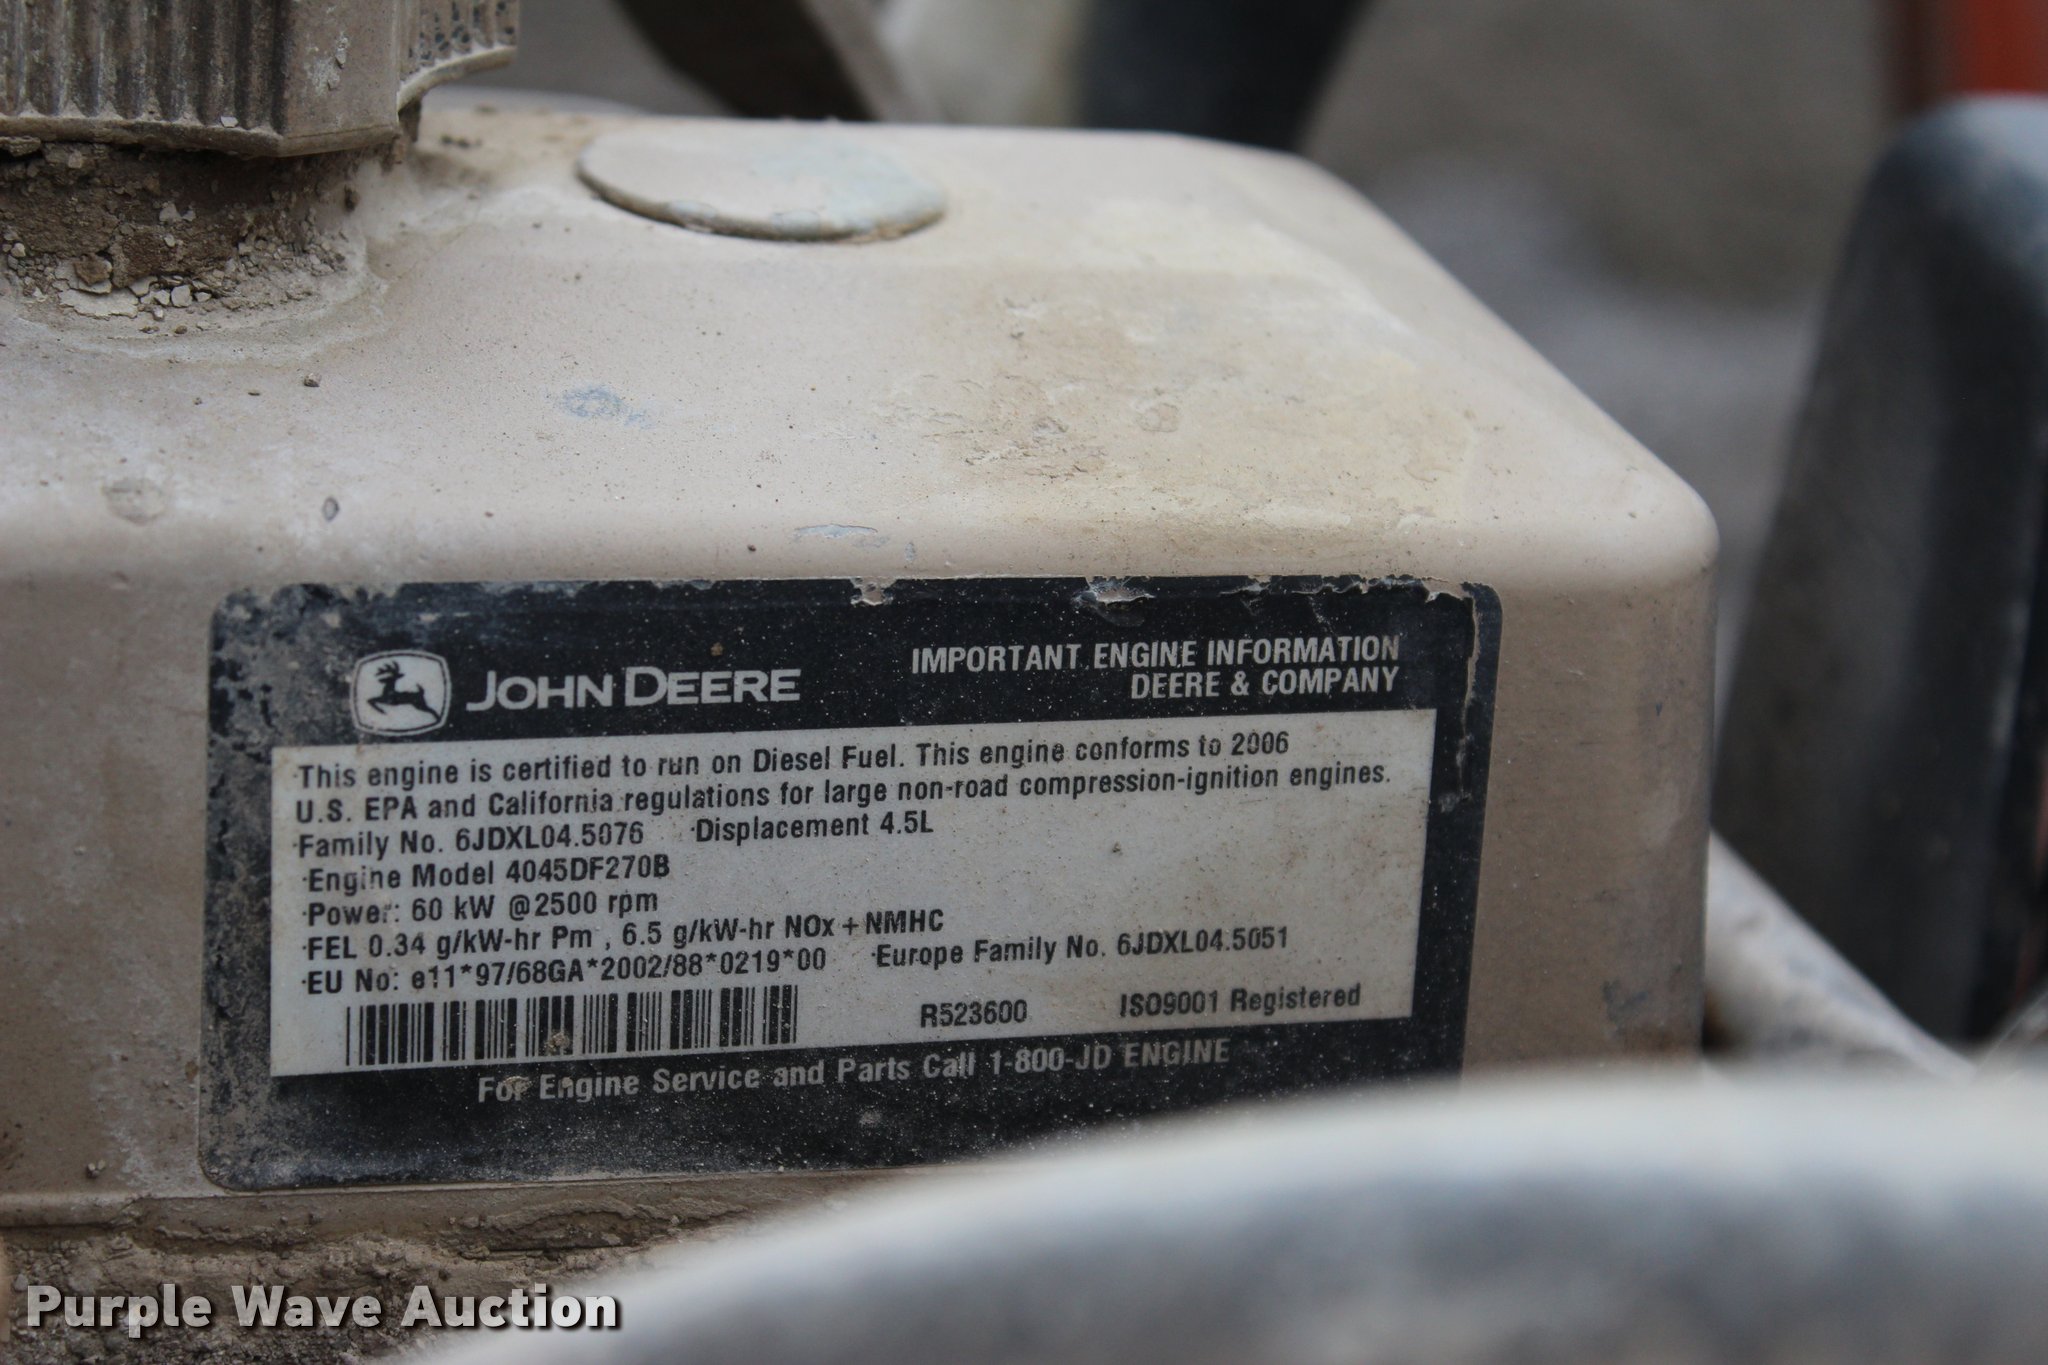 JOHN DEERE
IMPORTANT ENGINE INFORMATION
DEERE & COMPANY
·This engine is certified to run on Diesel Fuel. This engine conforms to 2006
U.S. EPA and California regulations for large non-road compression-ignition engines.
·Family No. 6JDXL04.5076 ·Displacement 4.5L
·Engine Model 4045DF270B
·Power: 60 kW @2500 rpm
·FEL 0.34 g/kW-hr Pm , 6.5 g/kW-hr NOx + NMHC
·EU No: e11*97/68GA*2002/88*0219*00 ·Europe Family No. 6JDXL04.5051
R523600 ISO9001 Registered
For Engine Service and Parts Call 1-800-JD ENGINE
Purple Wave Auction